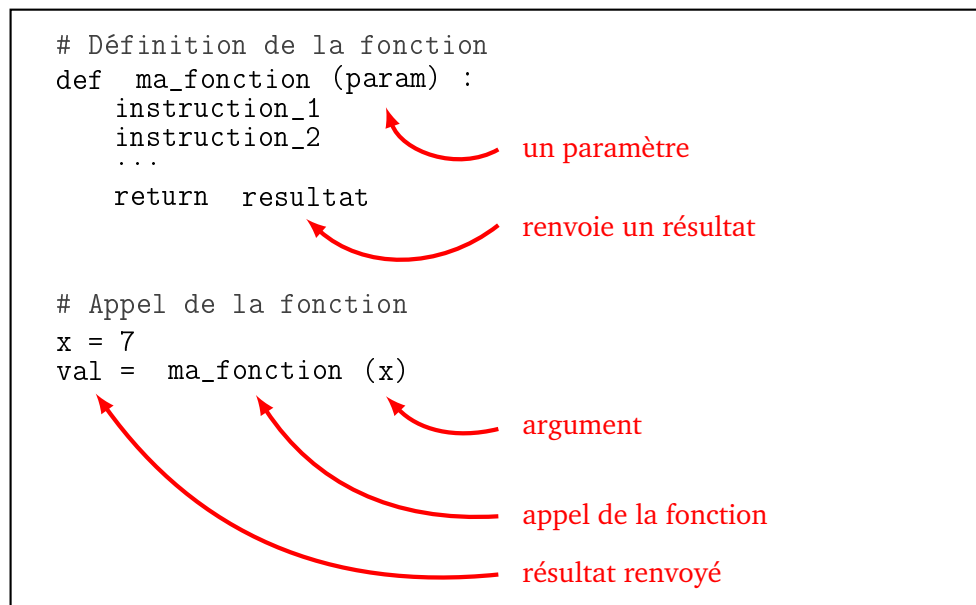 # Définition de la fonction
def ma_fonction (param) :
instruction_1
instruction_2
...
un paramètre
return resultat
renvoie un résultat
# Appel de la fonction
x = 7
val = ma_fonction (x)
argument
appel de la fonction
résultat renvoyé